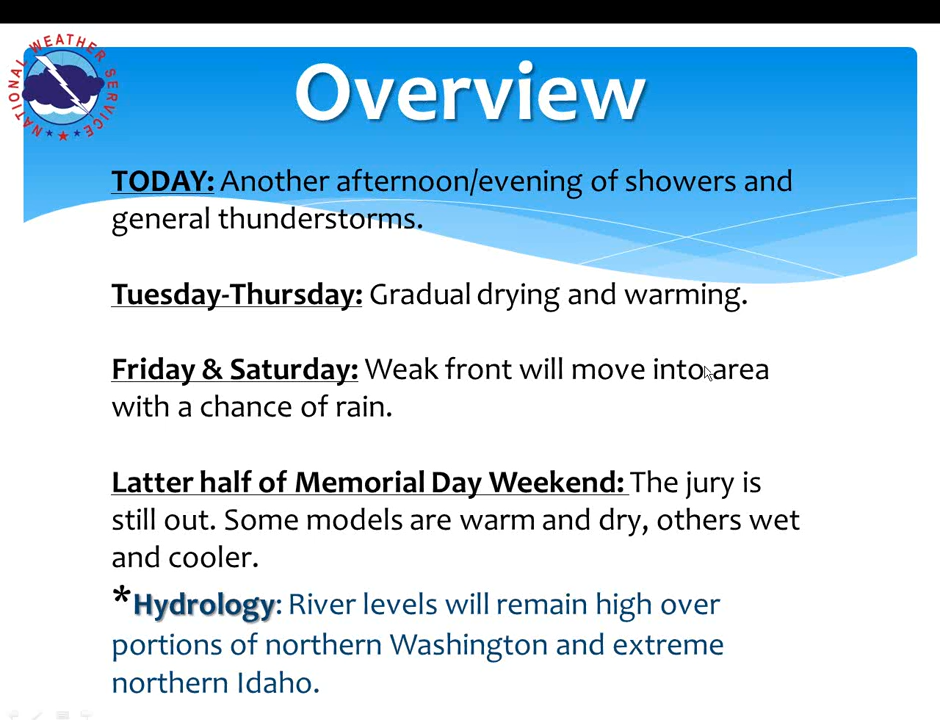 NATIONAL WEATHER SERVICE
Overview
TODAY: Another afternoon/evening of showers and
general thunderstorms.
Tuesday-Thursday: Gradual drying and warming.
Friday & Saturday: Weak front will move into area
with a chance of rain.
Latter half of Memorial Day Weekend: The jury is
still out. Some models are warm and dry, others wet
and cooler.
*Hydrology: River levels will remain high over
portions of northern Washington and extreme
northern Idaho.